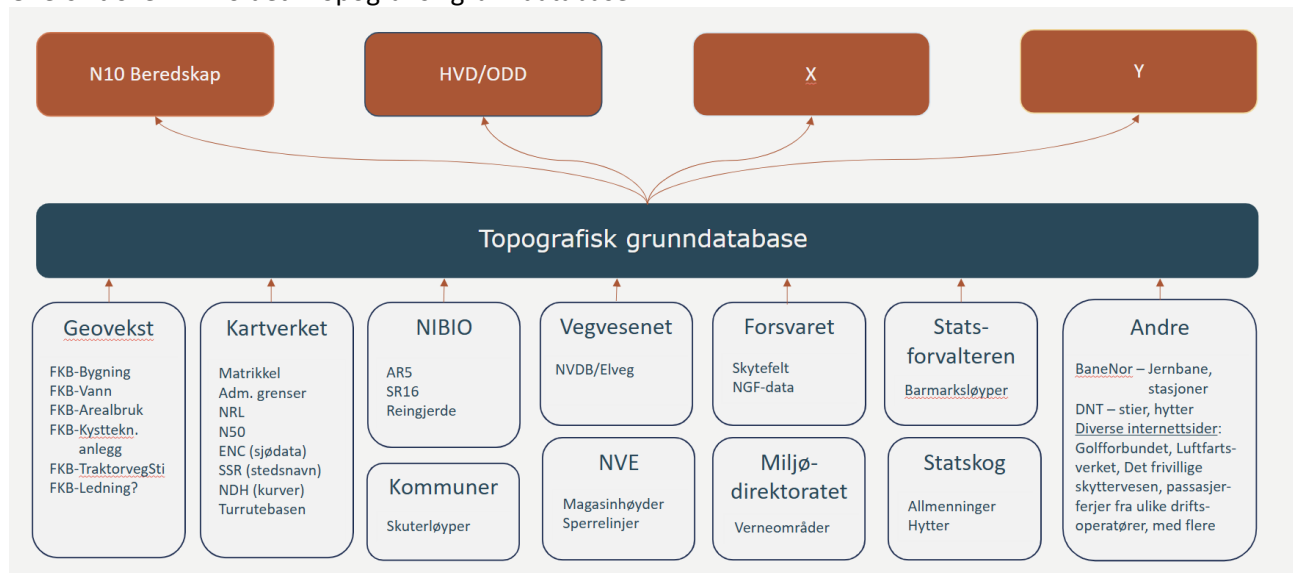 N10 Beredskap
HVD/ODD
X
Y
Topografisk grunndatabase
Geovekst
FKB-Bygning
FKB-Vann
FKB-Arealbruk
FKB-Kysttekn.
anlegg
FKB-TraktorvegSti
FKB-Ledning?
Kartverket
Matrikkel
Adm. grenser
NRL
N50
ENC (sjødata)
SSR (stedsnavn)
NDH (kurver)
Turrutebasen
NIBIO
AR5
SR16
Reingjerde
Kommuner
Skuterløyper
Vegvesenet
NVDB/Elveg
NVE
Magasinhøyder
Sperrelinjer
Forsvaret
Skytefelt
NGF-data
Miljø-
direktoratet
Verneområder
Stats-
forvalteren
Barmarksløyper
Statskog
Allmenninger
Hytter
Andre
BaneNor – Jernbane,
stasjoner
DNT – stier, hytter
Diverse internettsider:
Golfforbundet, Luftfarts-
verket, Det frivillige
skyttervesen, passasjer-
ferjer fra ulike drifts-
operatører, med flere